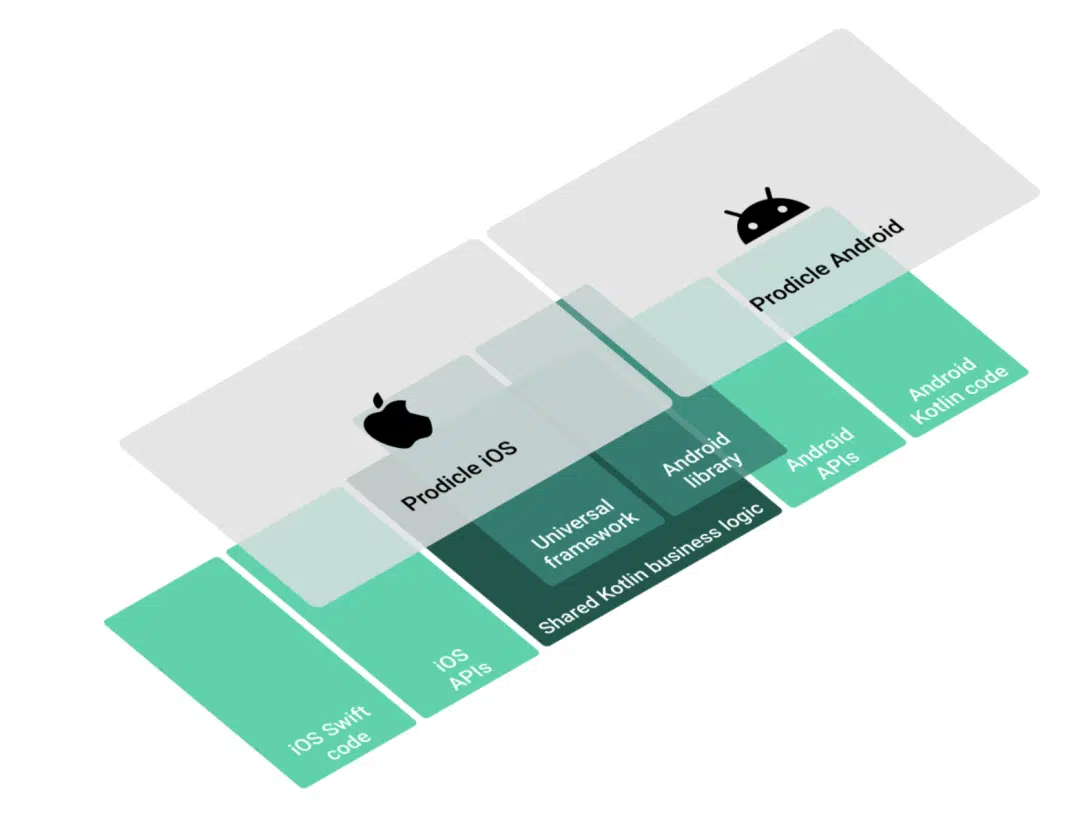 Prodicle Android
Prodicle iOS
Android
Kotlin code
Android
APIs
Android
library
Universal
framework
Shared Kotlin business logic
iOS
APIs
iOS Swift
code